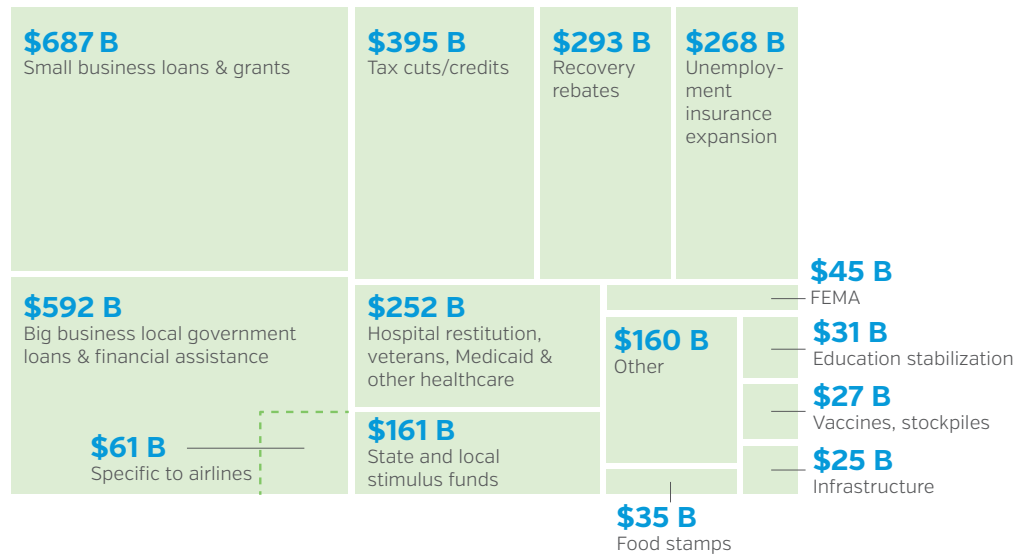 $687 B
Small business loans & grants
$395 B
Tax cuts/credits
$293 B
Recovery
rebates
$268 B
Unemploy-
ment
insurance
expansion
$592 B
Big business local government
loans & financial assistance
$61 B
Specific to airlines
$252 B
Hospital restitution,
veterans, Medicaid &
other healthcare
$161 B
State and local
stimulus funds
$45 B
FEMA
$160 B
Other
$31 B
Education stabilization
$27 B
Vaccines, stockpiles
$25 B
Infrastructure
$35 B
Food stamps